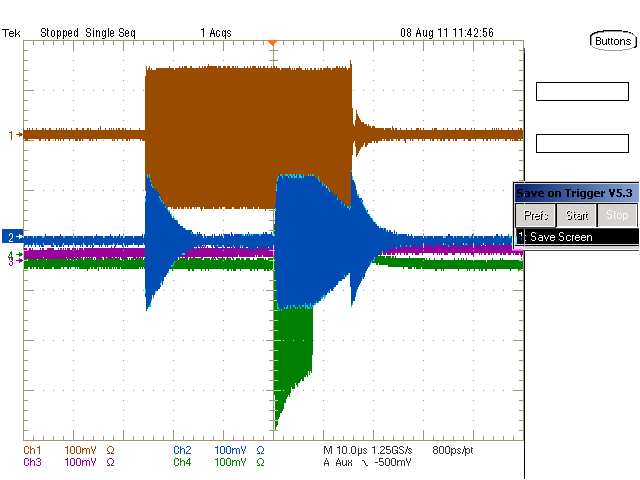 Tek Stopped Single Seq 1 Acqs 08 Aug 11 11:42:56
Buttons
1
Save on Trigger V5.3
Prefs Start Stop
2
1: Save Screen
4
3
Ch1 100mV Ω Ch2 100mV Ω M 10.0µs 1.25GS/s 800ps/pt
Ch3 100mV Ω Ch4 100mV Ω A Aux ∖ -500mV